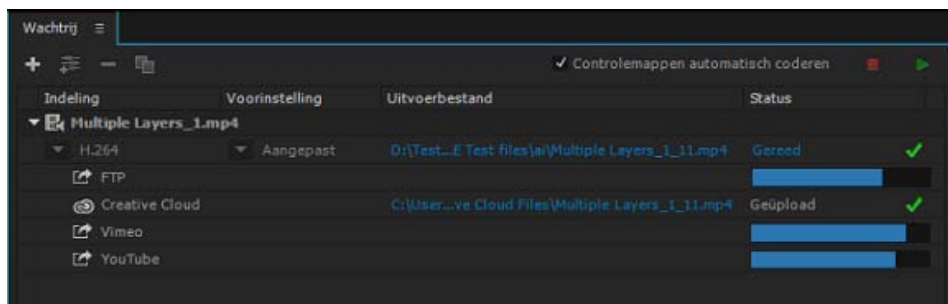 Wachtrij
Controlemappen automatisch coderen
Indeling Voorinstelling Uitvoerbestand Status
Multiple Layers_1.mp4
H.264 Aangepast D:\Test...E Test files\ai\Multiple Layers_1_11.mp4 Gereed
FTP
Creative Cloud C:\User...ve Cloud Files\Multiple Layers_1_11.mp4 Geüpload
Vimeo
YouTube